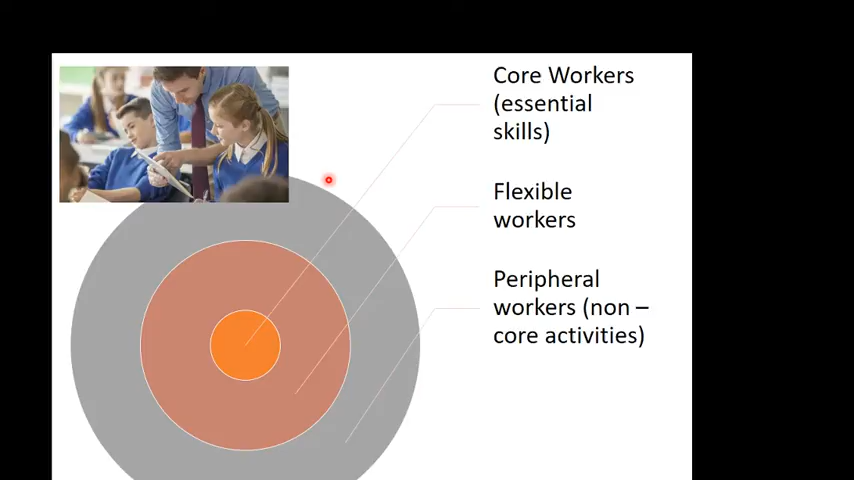 Core Workers
(essential
skills)
Flexible
workers
Peripheral
workers (non –
core activities)